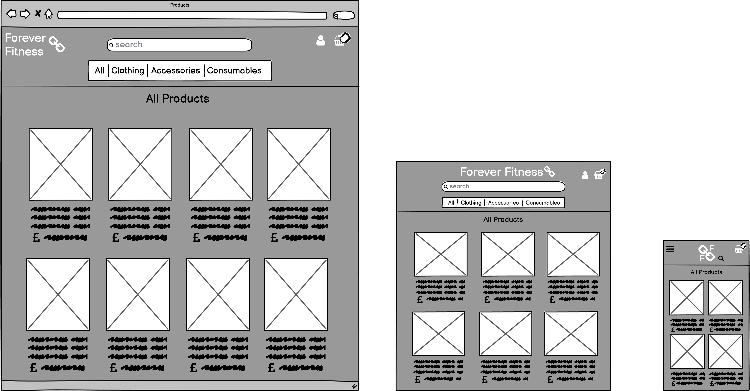 Products
Forever
Fitness
search
All Clothing Accessories Consumables
All Products
£ £ £ £
£ £ £ £
Forever Fitness
search
All Clothing Accessories Consumables
All Products
£ £ £
£ £ £
F
F
All Products
£ £
£ £